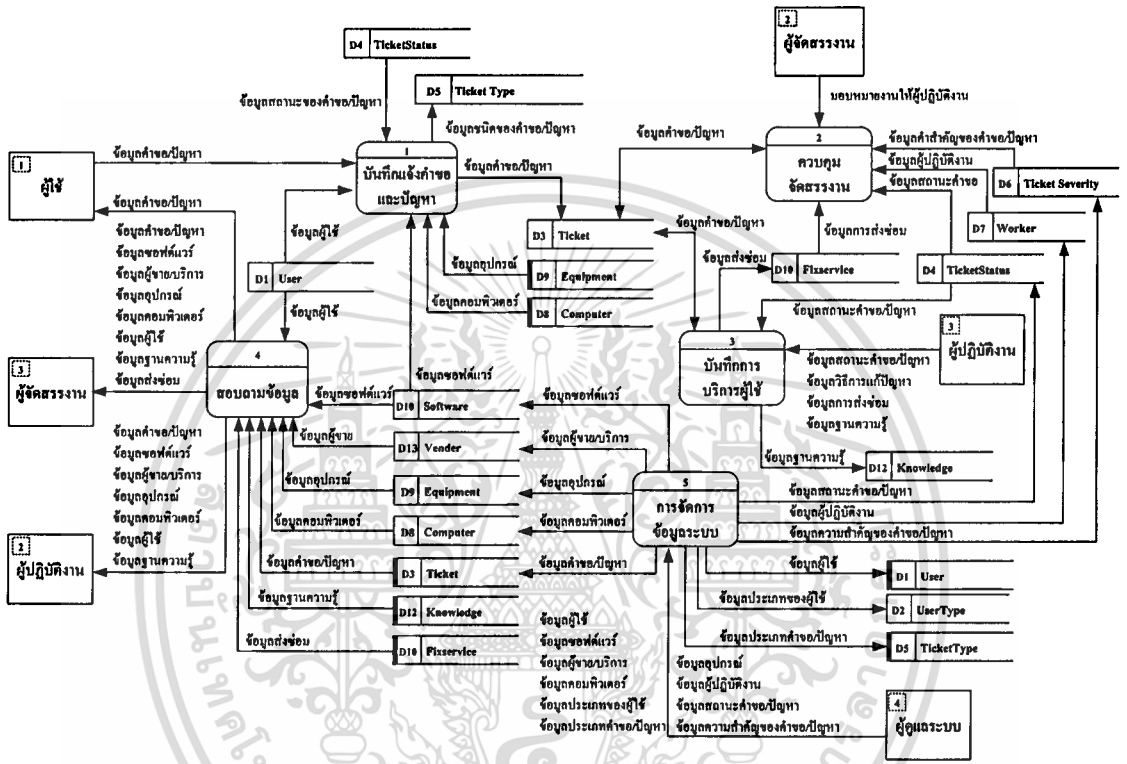 D4 TicketStatus
2
ผู้จัดสรรงาน
D5 Ticket Type
ข้อมูลสถานะของคำขอ/ปัญหา
มอบหมายงานให้ผู้ปฏิบัติงาน
ข้อมูลชนิดของคำขอ/ปัญหา
1
ผู้ใช้
ข้อมูลคำขอ/ปัญหา
1
บันทึกแจ้งคำขอ
และปัญหา
ข้อมูลคำขอ/ปัญหา
ข้อมูลคำขอ/ปัญหา
2
ควบคุม
จัดสรรงาน
ข้อมูลคำสำคัญของคำขอ/ปัญหา
ข้อมูลผู้ปฏิบัติงาน
ข้อมูลสถานะคำขอ
D6 Ticket Severity
D7 Worker
D4 TicketStatus
ข้อมูลคำขอ/ปัญหา
ข้อมูลคำขอ/ปัญหา
ข้อมูลซอฟต์แวร์
ข้อมูลผู้ขาย/บริการ
ข้อมูลอุปกรณ์
ข้อมูลคอมพิวเตอร์
ข้อมูลผู้ใช้
ข้อมูลฐานความรู้
ข้อมูลส่งซ่อม
ข้อมูลผู้ใช้
D1 User
ข้อมูลผู้ใช้
D3 Ticket
D9 Equipment
D8 Computer
ข้อมูลอุปกรณ์
ข้อมูลคอมพิวเตอร์
ข้อมูลคำขอ/ปัญหา
ข้อมูลส่งซ่อม
ข้อมูลการส่งซ่อม
D10 Fixservice
ข้อมูลสถานะคำขอ/ปัญหา
3
บันทึกการ
บริการผู้ใช้
3
ผู้ปฏิบัติงาน
ข้อมูลสถานะคำขอ/ปัญหา
ข้อมูลวิธีการแก้ปัญหา
ข้อมูลการส่งซ่อม
ข้อมูลฐานความรู้
3
ผู้จัดสรรงาน
4
สอบถามข้อมูล
ข้อมูลซอฟต์แวร์
ข้อมูลซอฟต์แวร์
D10 Software
ข้อมูลซอฟต์แวร์
ข้อมูลผู้ขาย
D13 Vender
ข้อมูลผู้ขาย/บริการ
ข้อมูลอุปกรณ์
D9 Equipment
ข้อมูลอุปกรณ์
ข้อมูลคอมพิวเตอร์
D8 Computer
ข้อมูลคอมพิวเตอร์
ข้อมูลคำขอ/ปัญหา
D3 Ticket
ข้อมูลคำขอ/ปัญหา
ข้อมูลฐานความรู้
D12 Knowledge
ข้อมูลส่งซ่อม
D10 Fixservice
ข้อมูลคำขอ/ปัญหา
ข้อมูลซอฟต์แวร์
ข้อมูลผู้ขาย/บริการ
ข้อมูลอุปกรณ์
ข้อมูลคอมพิวเตอร์
ข้อมูลผู้ใช้
ข้อมูลฐานความรู้
2
ผู้ปฏิบัติงาน
ข้อมูลฐานความรู้
D12 Knowledge
5
การจัดการ
ข้อมูลระบบ
ข้อมูลสถานะคำขอ/ปัญหา
ข้อมูลผู้ปฏิบัติงาน
ข้อมูลความสำคัญของคำขอ/ปัญหา
ข้อมูลผู้ใช้
D1 User
ข้อมูลประเภทของผู้ใช้
D2 UserType
ข้อมูลประเภทคำขอ/ปัญหา
D5 TicketType
ข้อมูลผู้ใช้
ข้อมูลซอฟต์แวร์
ข้อมูลผู้ขาย/บริการ
ข้อมูลคอมพิวเตอร์
ข้อมูลประเภทของผู้ใช้
ข้อมูลประเภทคำขอ/ปัญหา
ข้อมูลอุปกรณ์
ข้อมูลผู้ปฏิบัติงาน
ข้อมูลสถานะคำขอ/ปัญหา
ข้อมูลความสำคัญของคำขอ/ปัญหา
4
ผู้ดูแลระบบ